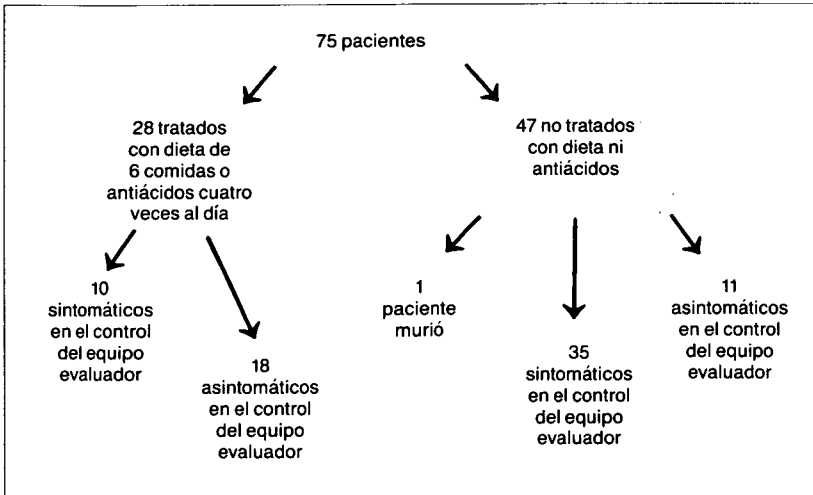 75 pacientes
28 tratados
con dieta de
6 comidas o
antiácidos cuatro
veces al día
47 no tratados
con dieta ni
antiácidos
10
sintomáticos
en el control
del equipo
evaluador
18
asintomáticos
en el control
del equipo
evaluador
1
paciente
murió
35
sintomáticos
en el control
del equipo
evaluador
11
asintomáticos
en el control
del equipo
evaluador